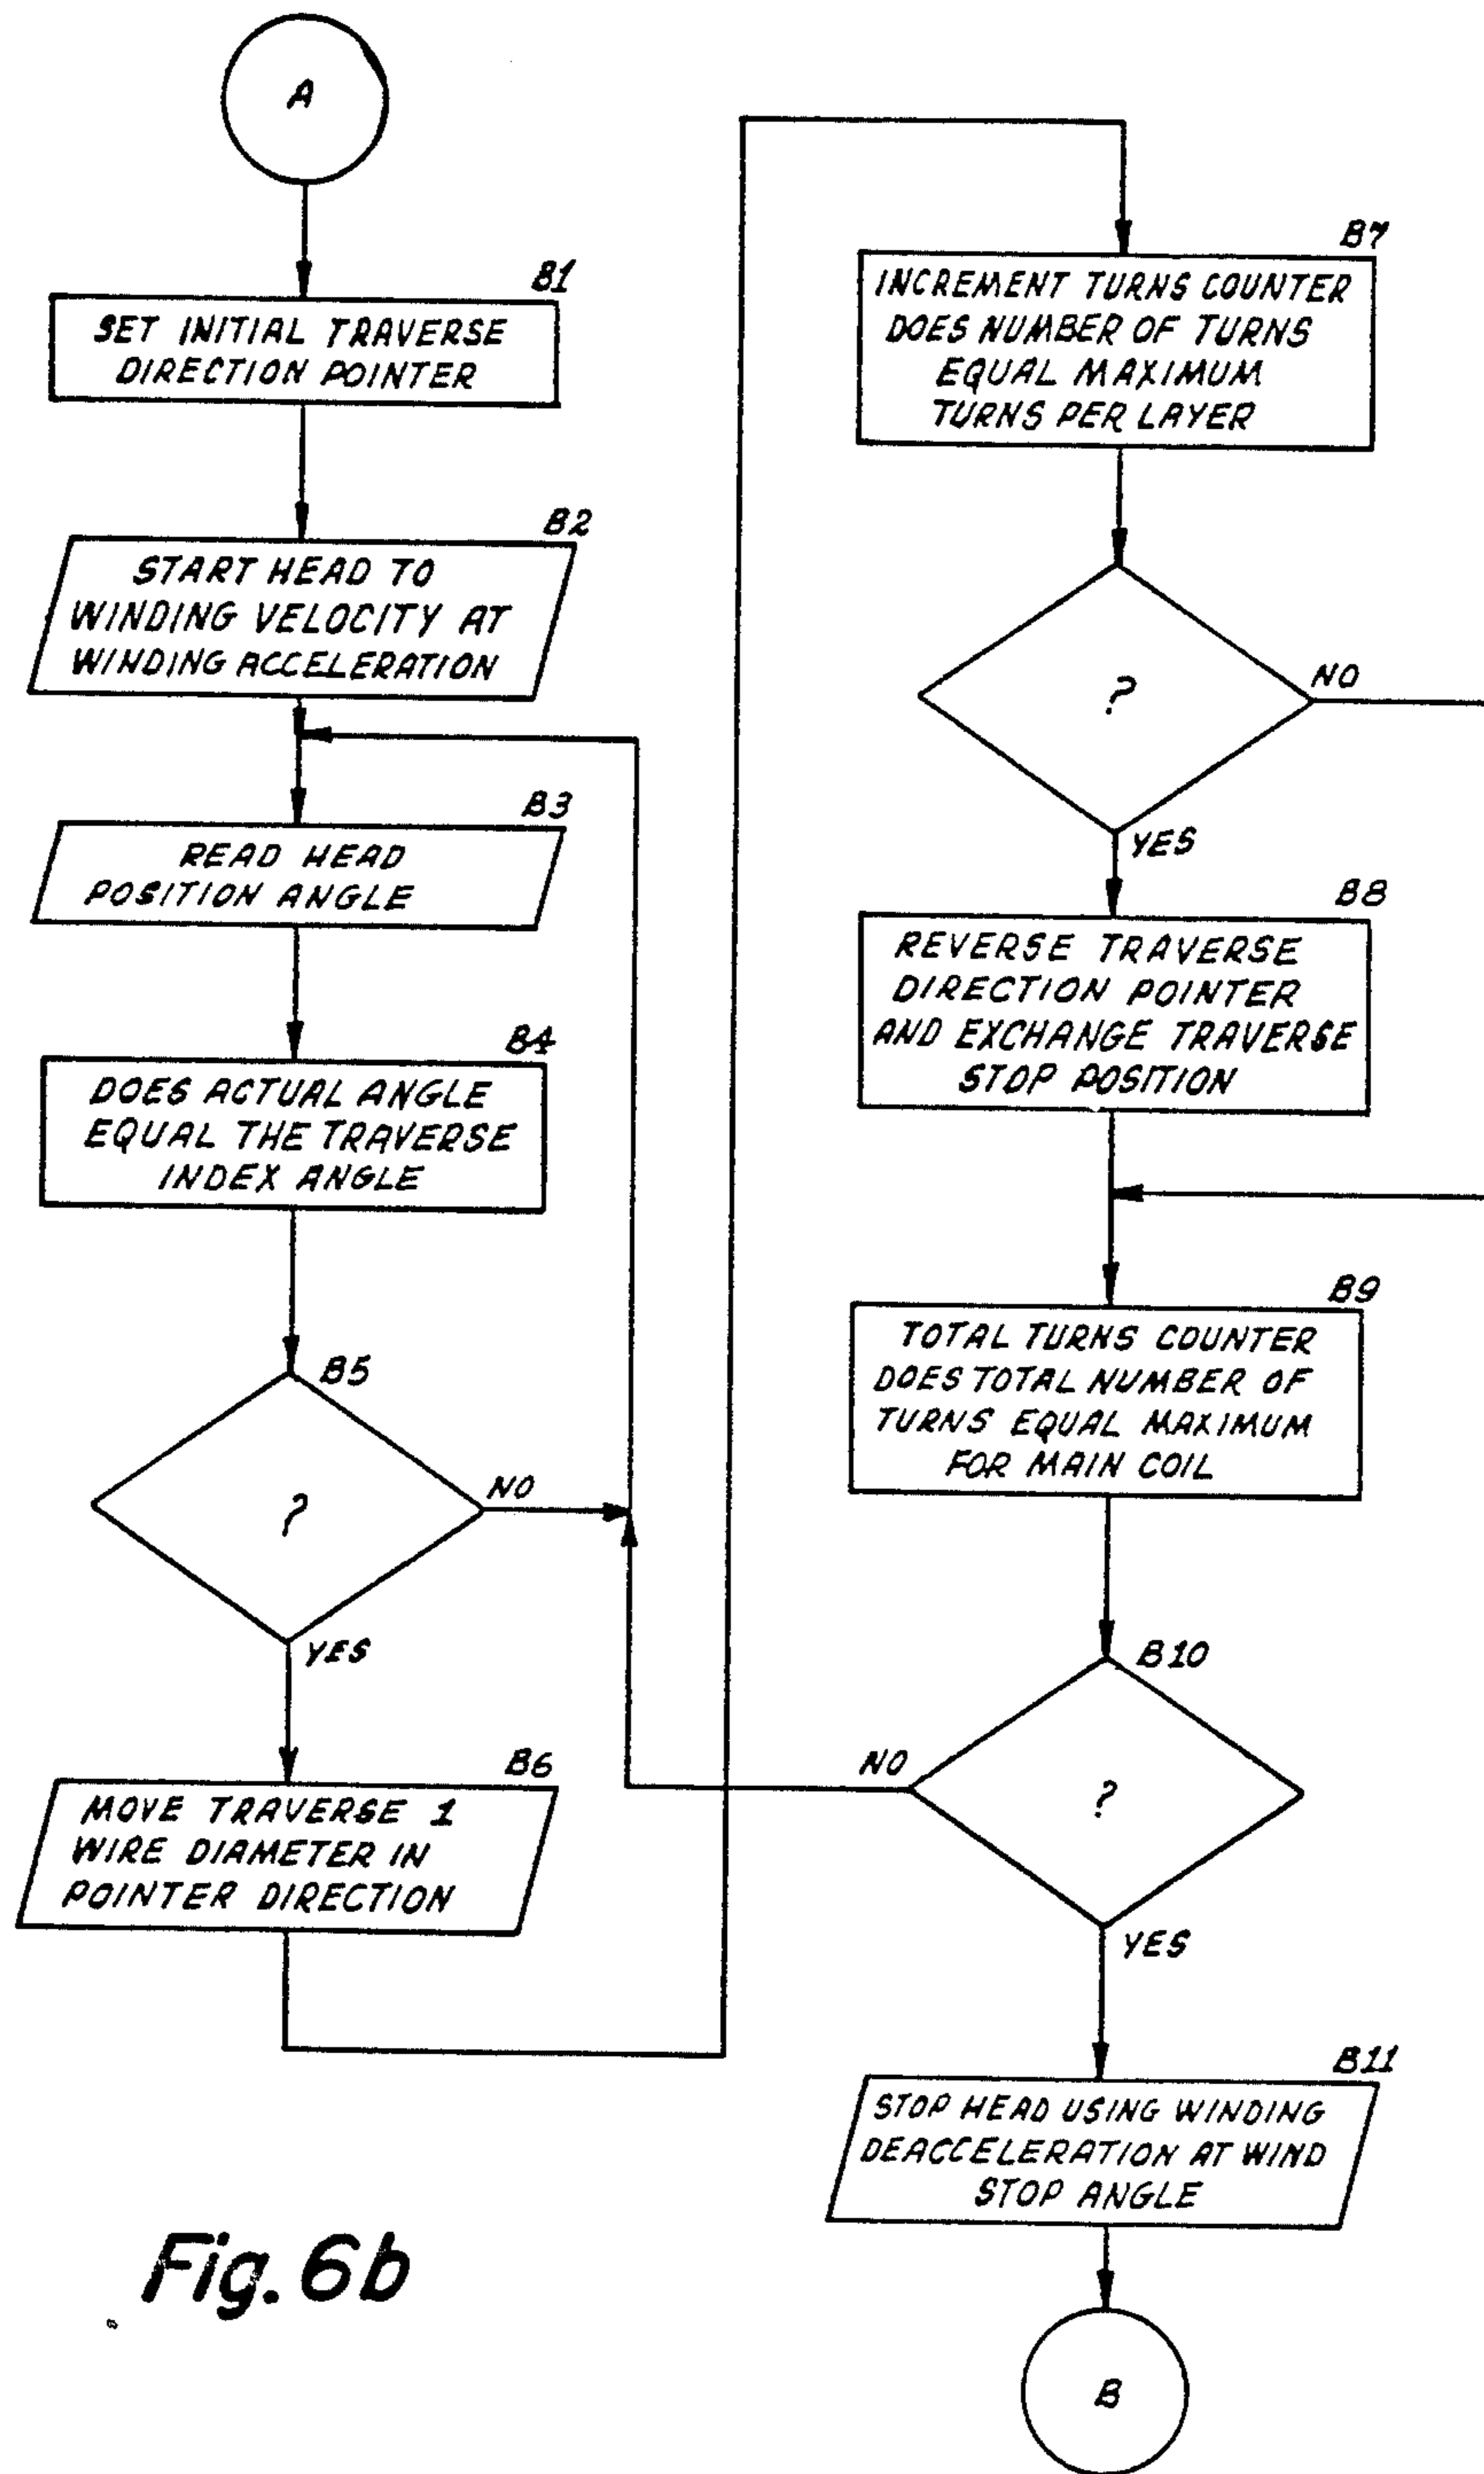 A
B1
SET INITIAL TRAVERSE
DIRECTION POINTER
B2
START HEAD TO
WINDING VELOCITY AT
WINDING ACCELERATION
B3
READ HEAD
POSITION ANGLE
B4
DOES ACTUAL ANGLE
EQUAL THE TRAVERSE
INDEX ANGLE
B5
?
NO
YES
B6
MOVE TRAVERSE 1
WIRE DIAMETER IN
POINTER DIRECTION
B7
INCREMENT TURNS COUNTER
DOES NUMBER OF TURNS
EQUAL MAXIMUM
TURNS PER LAYER
?
NO
YES
B8
REVERSE TRAVERSE
DIRECTION POINTER
AND EXCHANGE TRAVERSE
STOP POSITION
B9
TOTAL TURNS COUNTER
DOES TOTAL NUMBER OF
TURNS EQUAL MAXIMUM
FOR MAIN COIL
B10
?
NO
YES
B11
STOP HEAD USING WINDING
DEACCELERATION AT WIND
STOP ANGLE
B
Fig. 6b